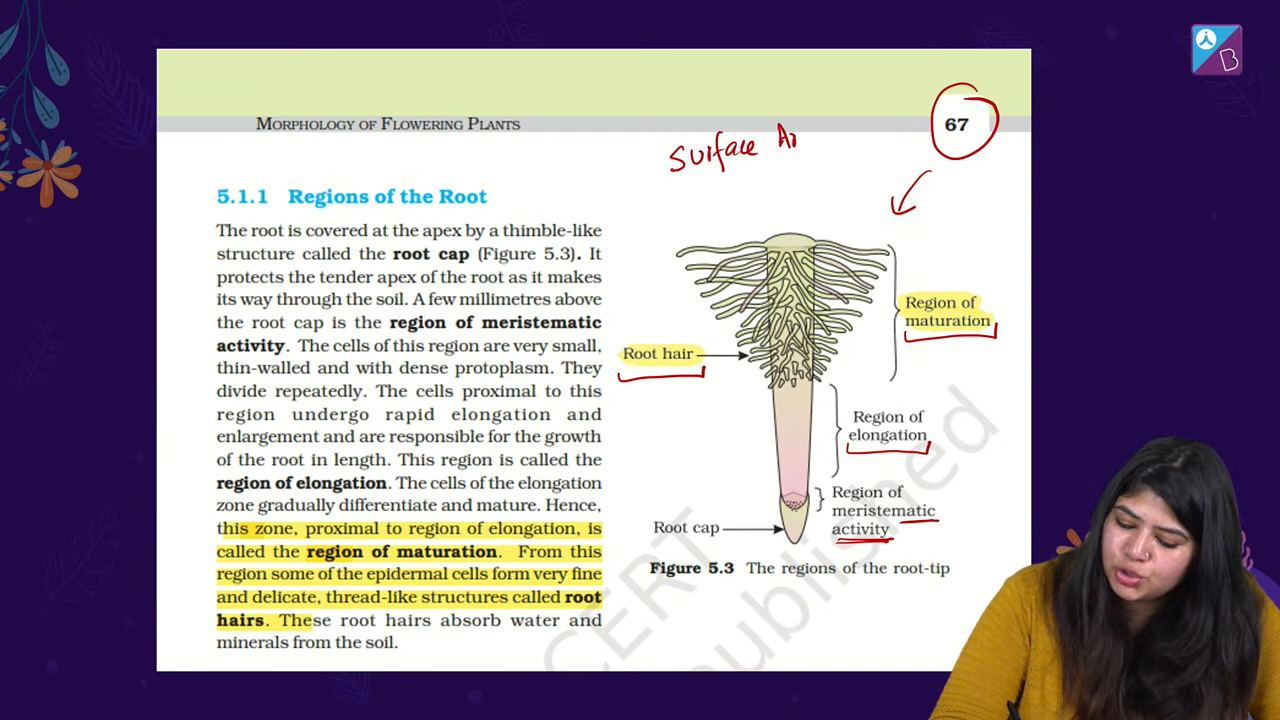 MORPHOLOGY OF FLOWERING PLANTS
67
Surface Ar
5.1.1 Regions of the Root
The root is covered at the apex by a thimble-like
structure called the root cap (Figure 5.3). It
protects the tender apex of the root as it makes
its way through the soil. A few millimetres above
the root cap is the region of meristematic
activity. The cells of this region are very small,
thin-walled and with dense protoplasm. They
divide repeatedly. The cells proximal to this
region undergo rapid elongation and
enlargement and are responsible for the growth
of the root in length. This region is called the
region of elongation. The cells of the elongation
zone gradually differentiate and mature. Hence,
this zone, proximal to region of elongation, is
called the region of maturation. From this
region some of the epidermal cells form very fine
and delicate, thread-like structures called root
hairs. These root hairs absorb water and
minerals from the soil.
Region of
maturation
Root hair
Region of
elongation
Region of
meristematic
activity
Root cap
Figure 5.3 The regions of the root-tip
CERT
published
B